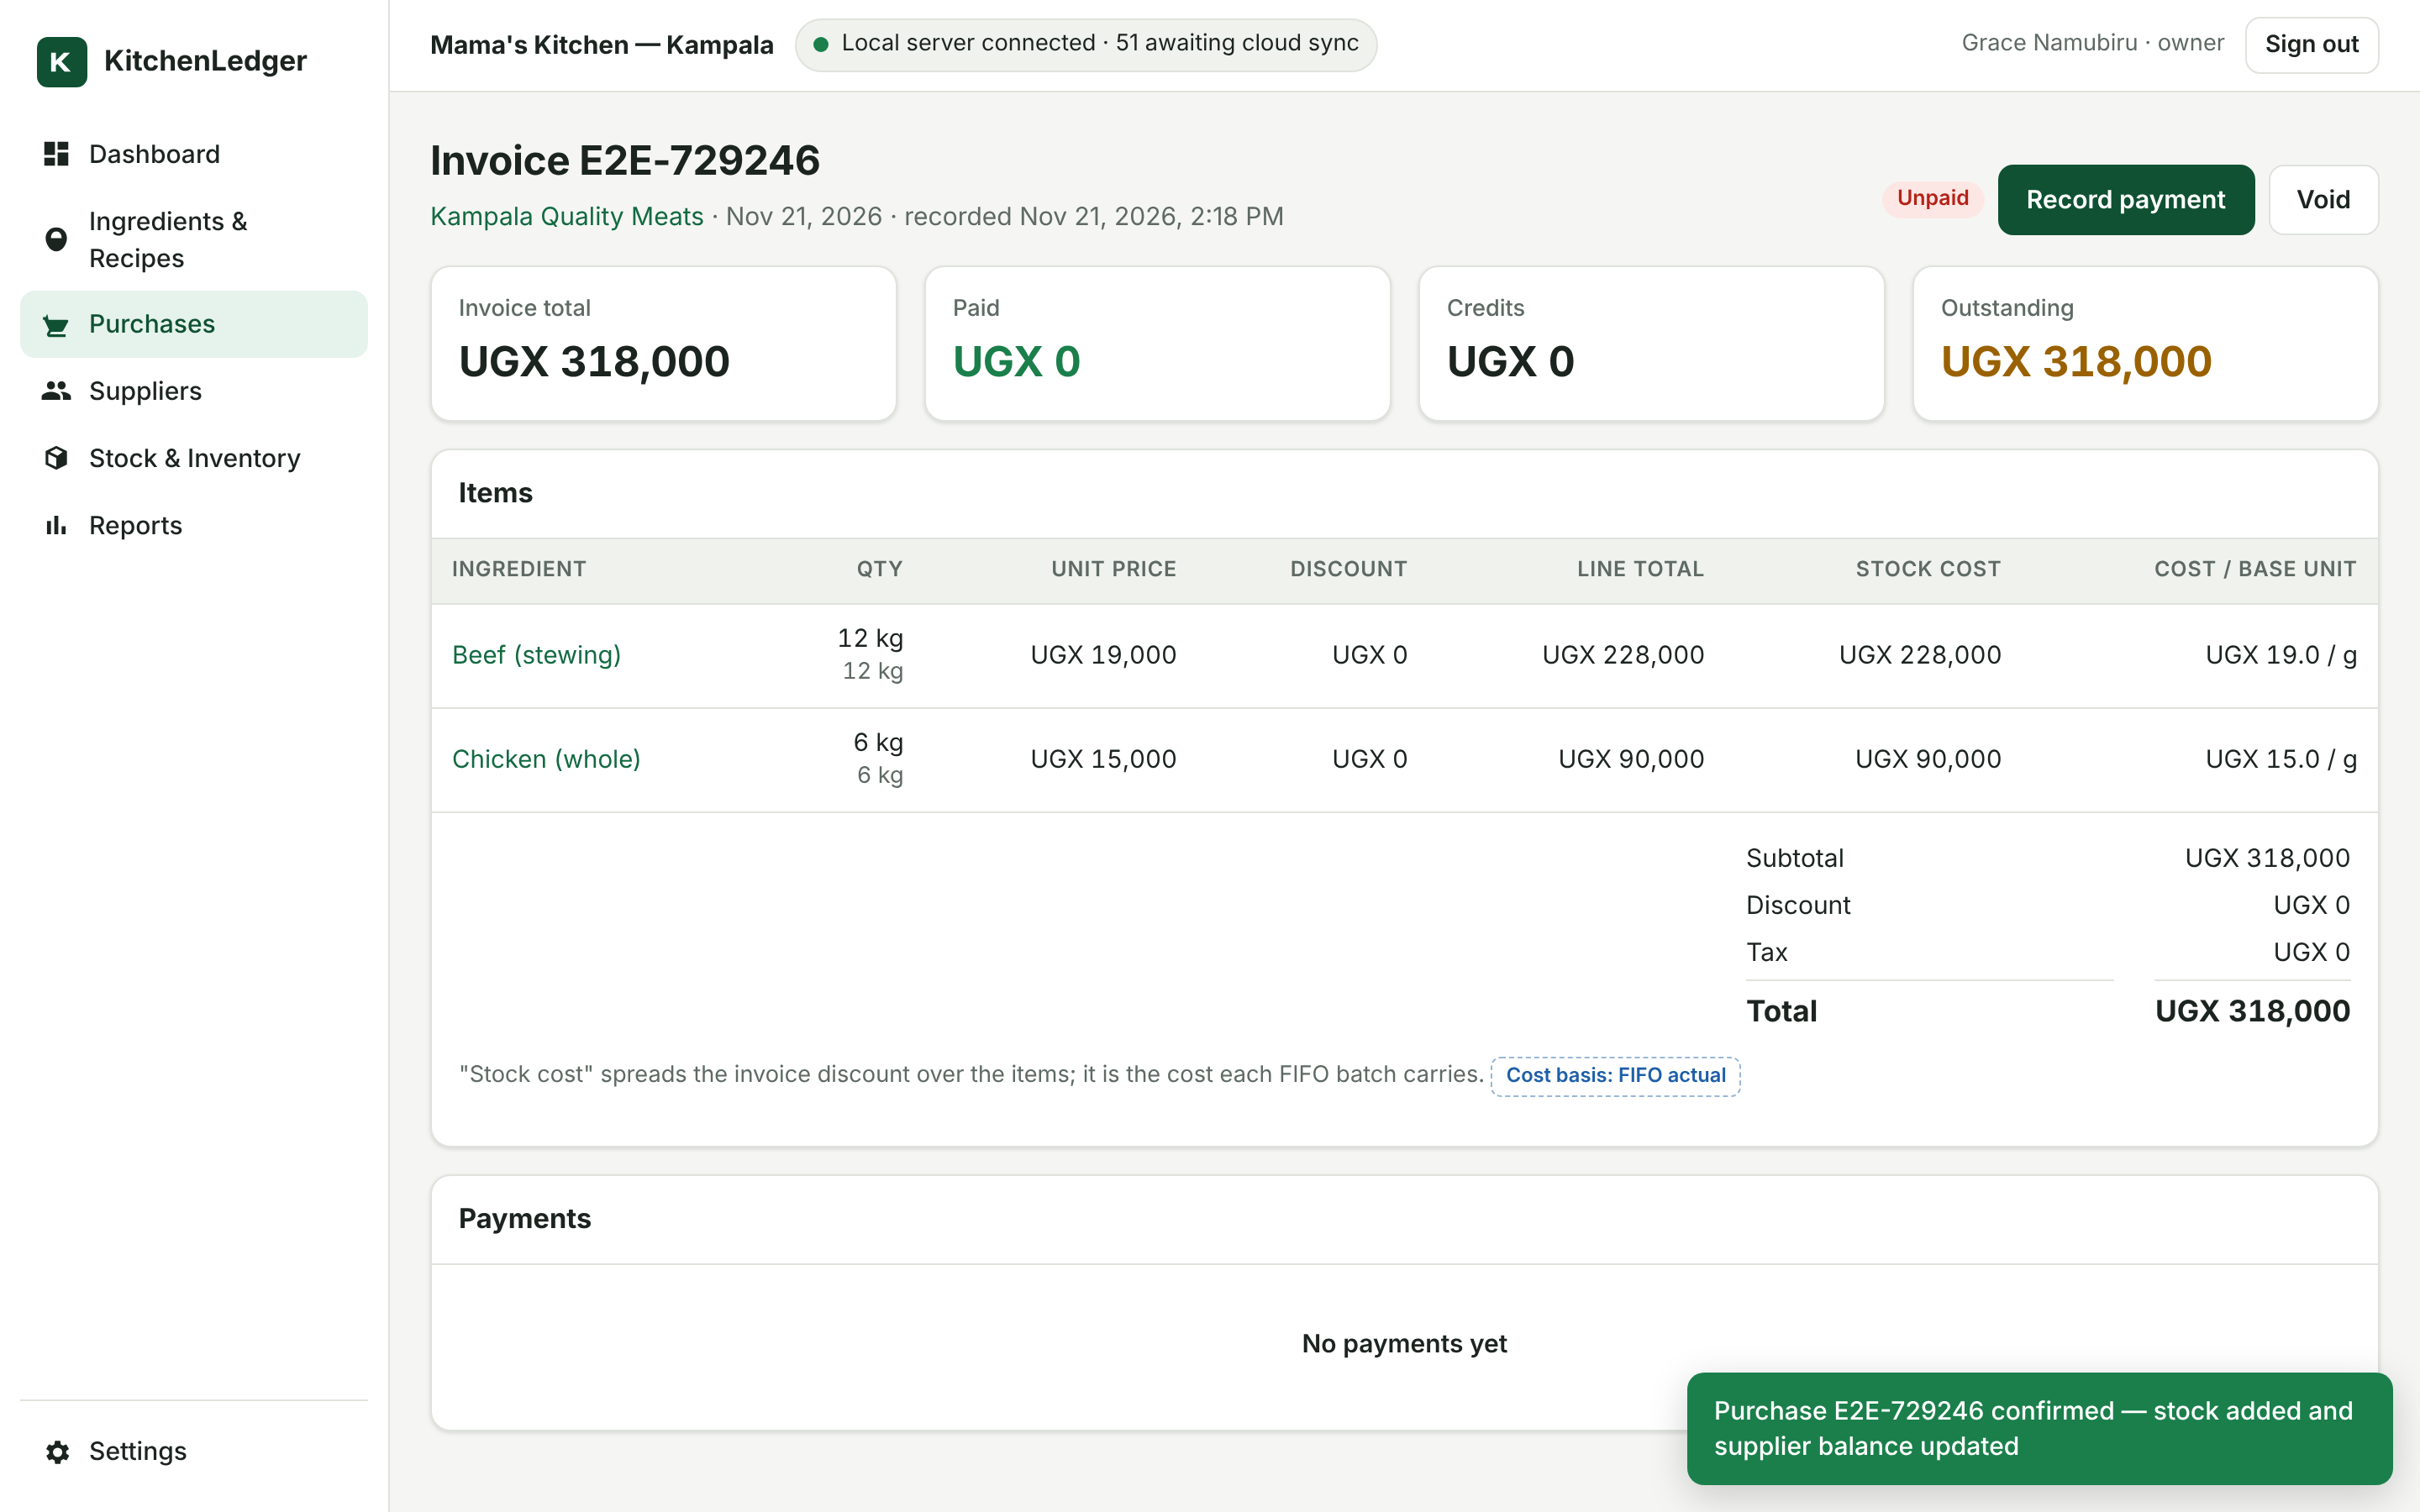 K KitchenLedger
Dashboard
Ingredients &
Recipes
Purchases
Suppliers
Stock & Inventory
Reports
Settings
Mama's Kitchen — Kampala
Local server connected · 51 awaiting cloud sync
Grace Namubiru · owner
Sign out
Invoice E2E-729246
Kampala Quality Meats · Nov 21, 2026 · recorded Nov 21, 2026, 2:18 PM
Unpaid
Record payment
Void
Invoice total
UGX 318,000
Paid
UGX 0
Credits
UGX 0
Outstanding
UGX 318,000
Items
INGREDIENT QTY UNIT PRICE DISCOUNT LINE TOTAL STOCK COST COST / BASE UNIT
Beef (stewing) 12 kg UGX 19,000 UGX 0 UGX 228,000 UGX 228,000 UGX 19.0 / g
12 kg
Chicken (whole) 6 kg UGX 15,000 UGX 0 UGX 90,000 UGX 90,000 UGX 15.0 / g
6 kg
Subtotal UGX 318,000
Discount UGX 0
Tax UGX 0
Total UGX 318,000
"Stock cost" spreads the invoice discount over the items; it is the cost each FIFO batch carries. Cost basis: FIFO actual
Payments
No payments yet
Purchase E2E-729246 confirmed — stock added and
supplier balance updated